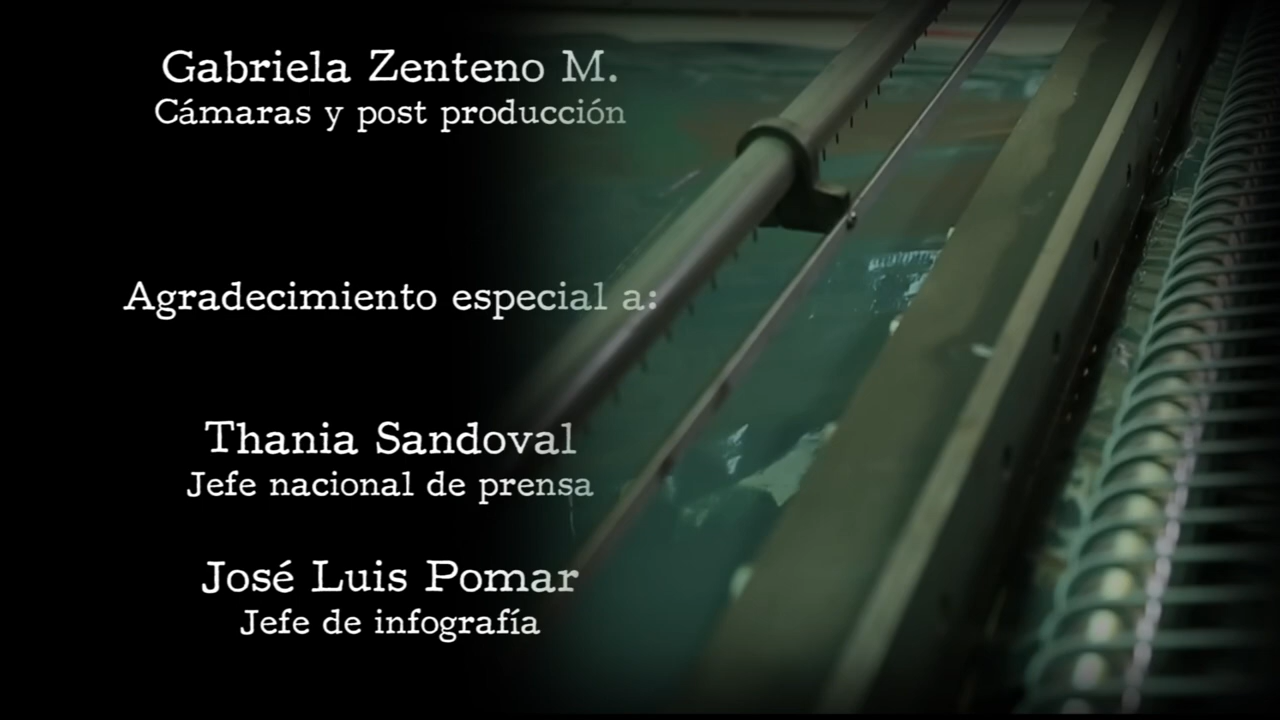 Gabriela Zenteno M.
Cámaras y post producción
Agradecimiento especial a:
Thania Sandoval
Jefe nacional de prensa
José Luis Pomar
Jefe de infografía